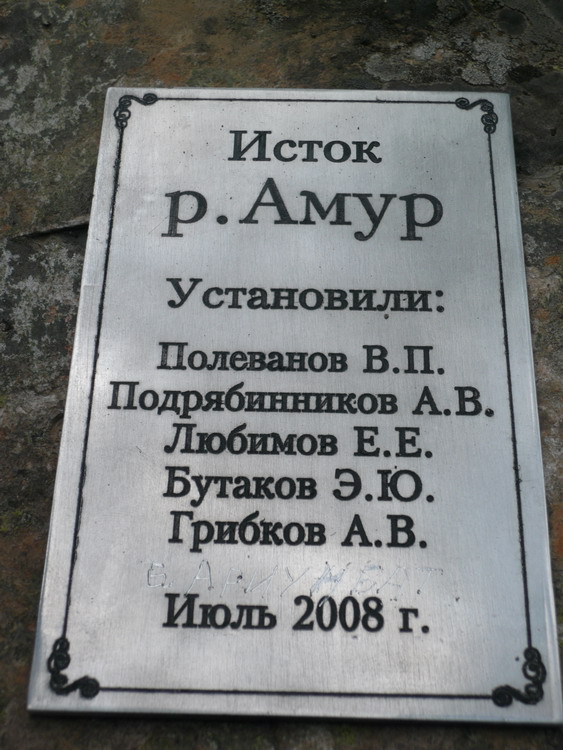 Исток
р. Амур
Установили:
Полеванов В.П.
Подрябинников А.В.
Любимов Е.Е.
Бутаков Э.Ю.
Грибков А.В.
Июль 2008 г.